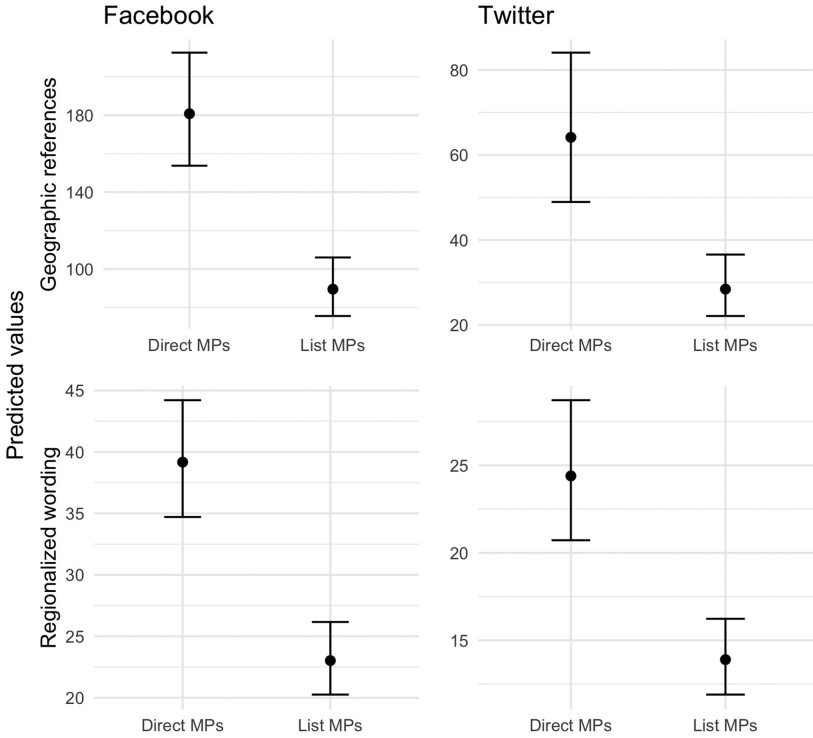 Facebook
Twitter
Predicted values
Geographic references
180
140
100
Direct MPs
List MPs
80
60
40
20
Direct MPs
List MPs
Regionalized wording
45
40
35
30
25
20
Direct MPs
List MPs
25
20
15
Direct MPs
List MPs